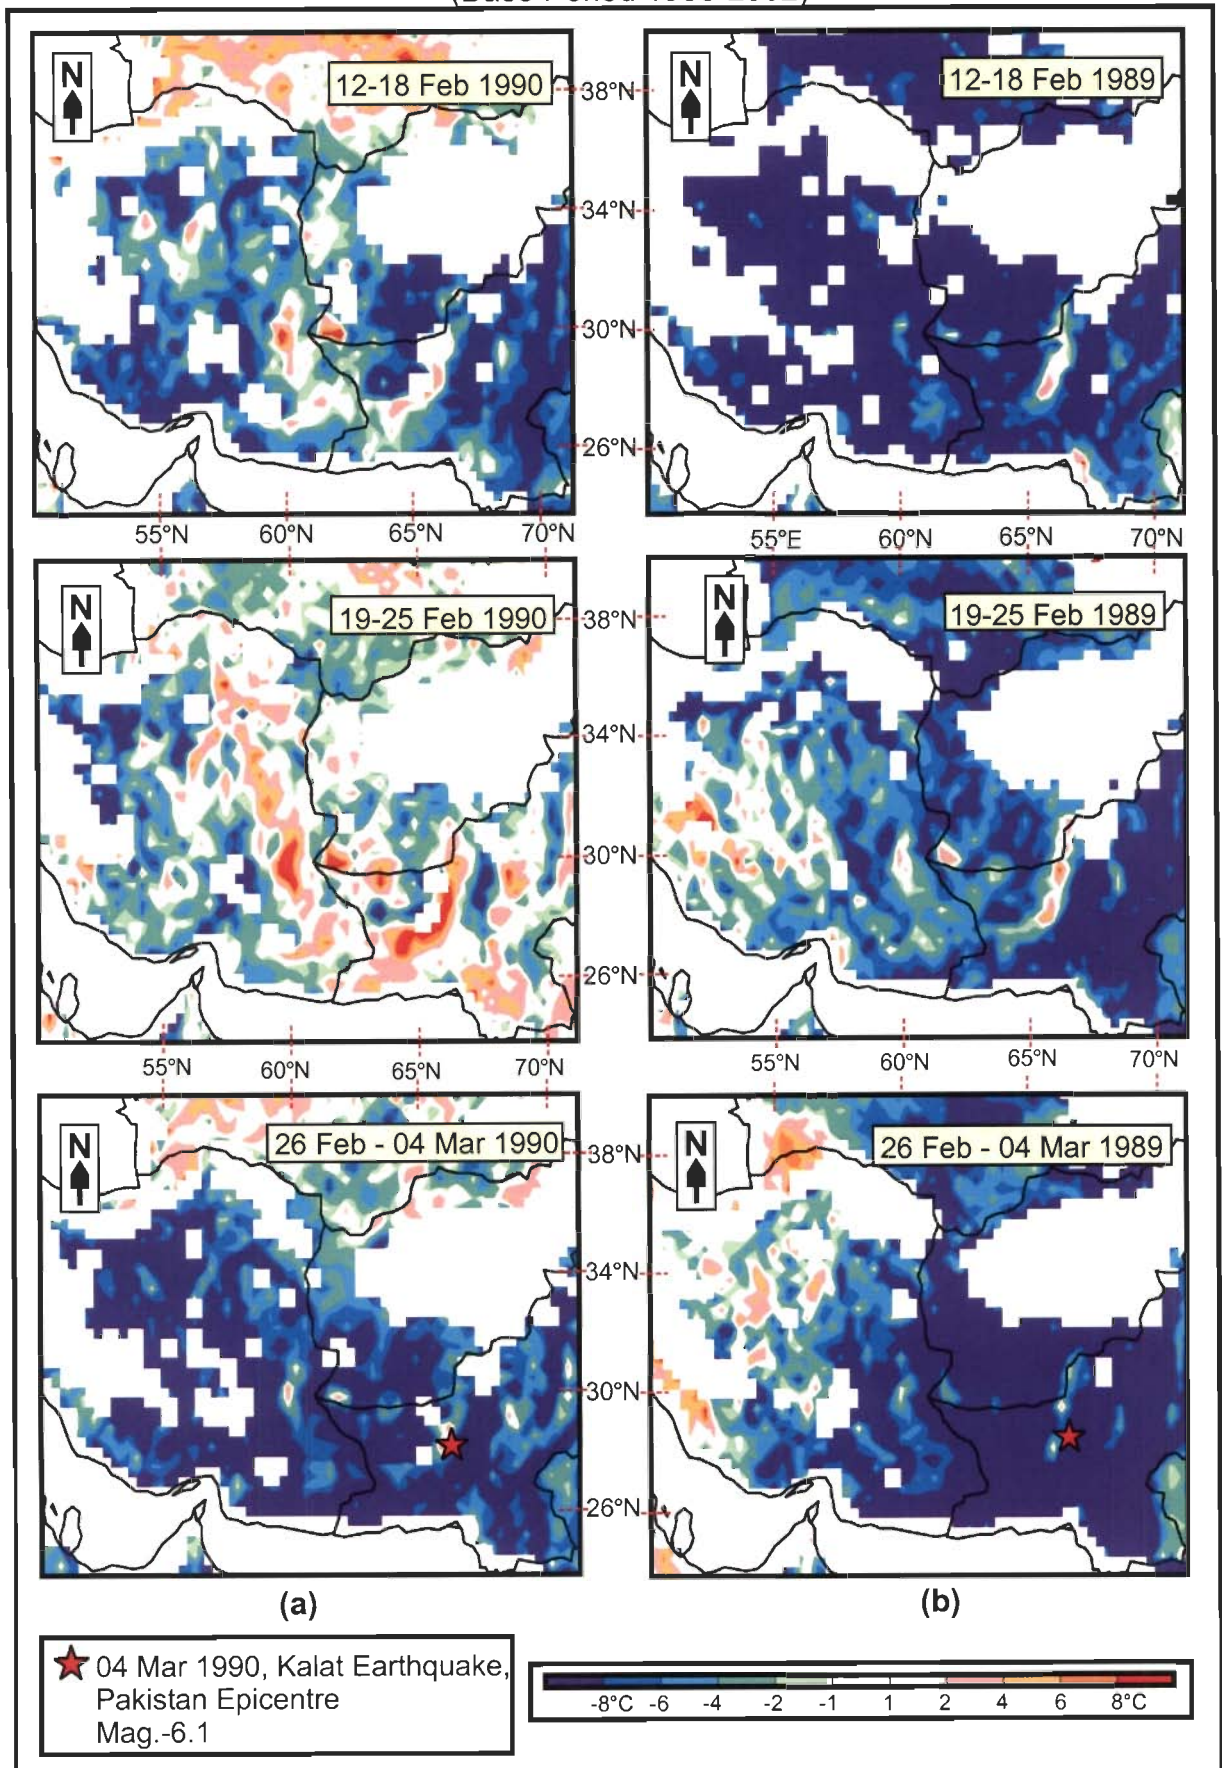 (Base Period
N
12-18 Feb 1990
38°N
N
12-18 Feb 1989
34°N
30°N
26°N
55°N 60°N 65°N 70°N
55°E 60°N 65°N 70°N
N
19-25 Feb 1990
38°N
N
19-25 Feb 1989
34°N
30°N
26°N
55°N 60°N 65°N 70°N
55°N 60°N 65°N 70°N
N
26 Feb - 04 Mar 1990
38°N
N
26 Feb - 04 Mar 1989
34°N
30°N
26°N
(a)
(b)
04 Mar 1990, Kalat Earthquake,
Pakistan Epicentre
Mag.-6.1
-8°C -6 -4 -2 -1 1 2 4 6 8°C